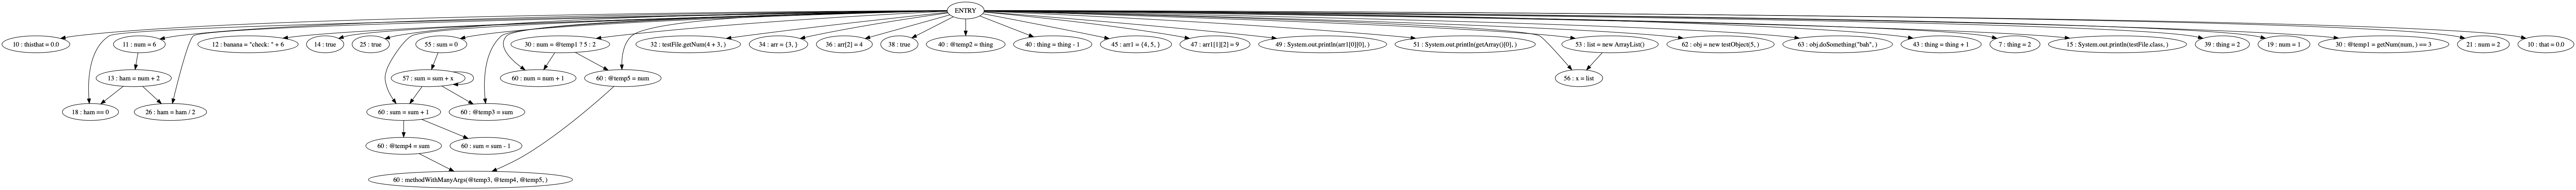 ENTRY
10 : thisthat = 0.0
11 : num = 6
12 : banana = "check: " + 6
14 : true
25 : true
55 : sum = 0
30 : num = @temp1 ? 5 : 2
32 : testFile.getNum(4 + 3, )
34 : arr = {3, }
36 : arr[2] = 4
38 : true
40 : @temp2 = thing
40 : thing = thing - 1
45 : arr1 = {4, 5, }
47 : arr1[1][2] = 9
49 : System.out.println(arr1[0][0], )
51 : System.out.println(getArray()[0], )
53 : list = new ArrayList()
62 : obj = new testObject(5, )
63 : obj.doSomething("bah", )
43 : thing = thing + 1
7 : thing = 2
15 : System.out.println(testFile.class, )
39 : thing = 2
19 : num = 1
30 : @temp1 = getNum(num, ) == 3
21 : num = 2
10 : that = 0.0
13 : ham = num + 2
57 : sum = sum + x
60 : num = num + 1
60 : @temp5 = num
56 : x = list
18 : ham == 0
26 : ham = ham / 2
60 : sum = sum + 1
60 : @temp3 = sum
60 : @temp4 = sum
60 : sum = sum - 1
60 : methodWithManyArgs(@temp3, @temp4, @temp5, )